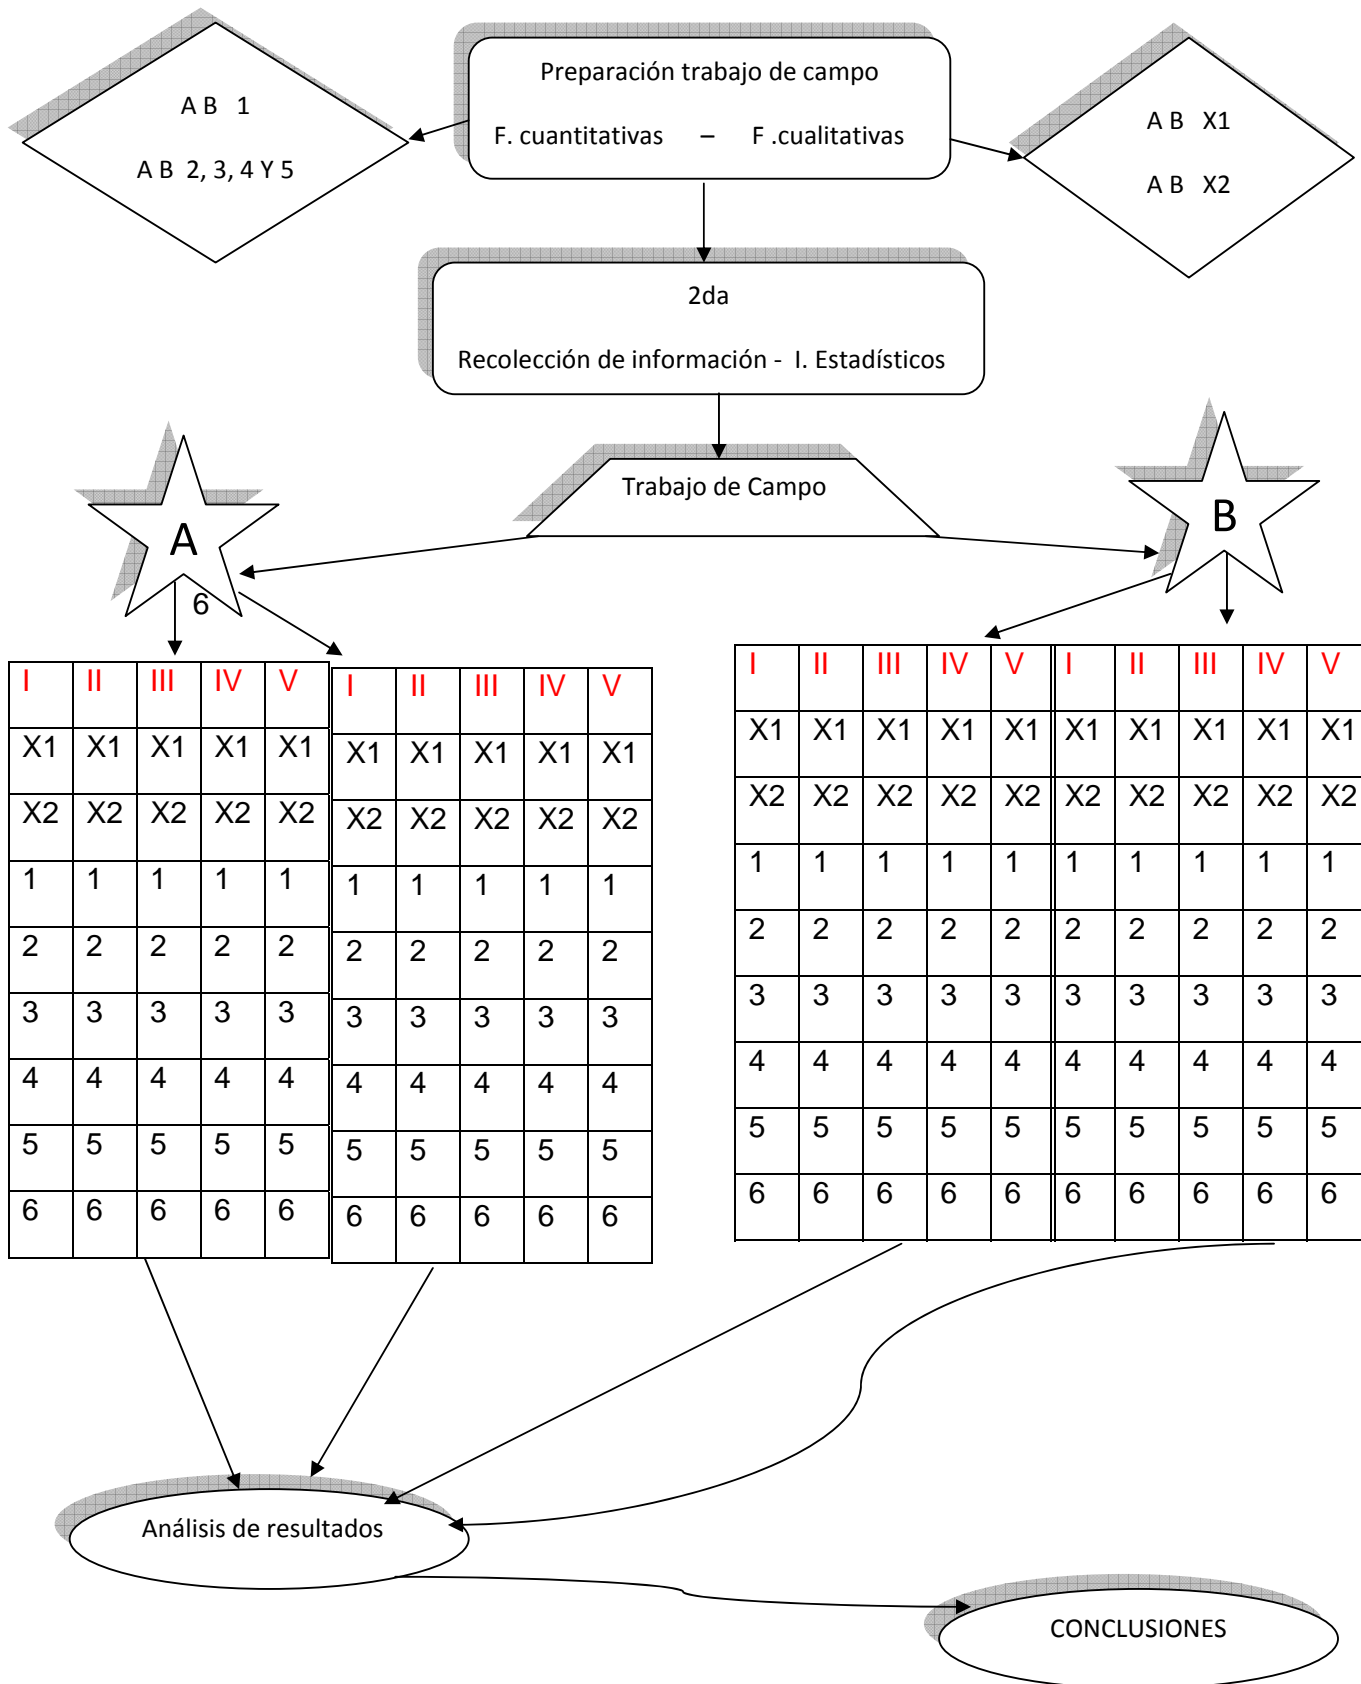 Preparación trabajo de campo
F. cuantitativas – F .cualitativas
A B 1
A B 2, 3, 4 Y 5
A B X1
A B X2
2da
Recolección de información - I. Estadísticos
Trabajo de Campo
A
6
B
I II III IV V
X1 X1 X1 X1 X1
X2 X2 X2 X2 X2
1 1 1 1 1
2 2 2 2 2
3 3 3 3 3
4 4 4 4 4
5 5 5 5 5
6 6 6 6 6
I II III IV V
X1 X1 X1 X1 X1
X2 X2 X2 X2 X2
1 1 1 1 1
2 2 2 2 2
3 3 3 3 3
4 4 4 4 4
5 5 5 5 5
6 6 6 6 6
I II III IV V I II III IV V
X1 X1 X1 X1 X1 X1 X1 X1 X1 X1
X2 X2 X2 X2 X2 X2 X2 X2 X2 X2
1 1 1 1 1 1 1 1 1 1
2 2 2 2 2 2 2 2 2 2
3 3 3 3 3 3 3 3 3 3
4 4 4 4 4 4 4 4 4 4
5 5 5 5 5 5 5 5 5 5
6 6 6 6 6 6 6 6 6 6
Análisis de resultados
CONCLUSIONES